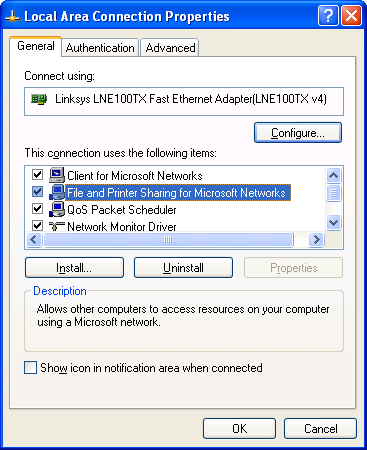 Local Area Connection Properties
General Authentication Advanced
Connect using:
Linksys LNE100TX Fast Ethernet Adapter(LNE100TX v4)
Configure...
This connection uses the following items:
Client for Microsoft Networks
File and Printer Sharing for Microsoft Networks
QoS Packet Scheduler
Network Monitor Driver
Install... Uninstall Properties
Description
Allows other computers to access resources on your computer
using a Microsoft network.
Show icon in notification area when connected
OK Cancel